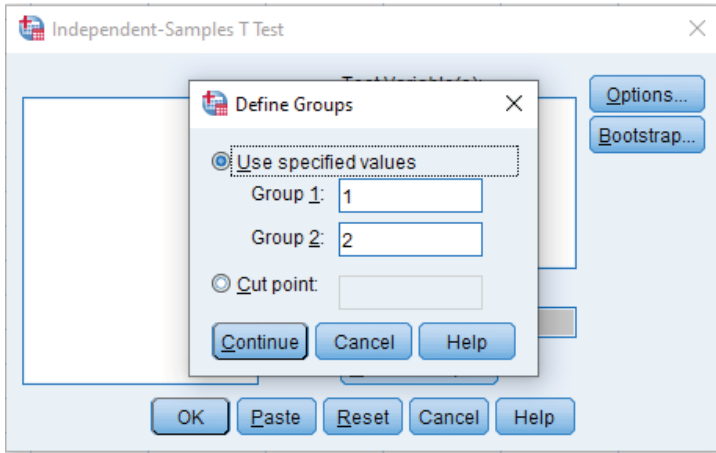 Independent-Samples T Test
Define Groups
Options...
Bootstrap...
Use specified values
Group 1: 1
Group 2: 2
Cut point:
Continue Cancel Help
OK Paste Reset Cancel Help